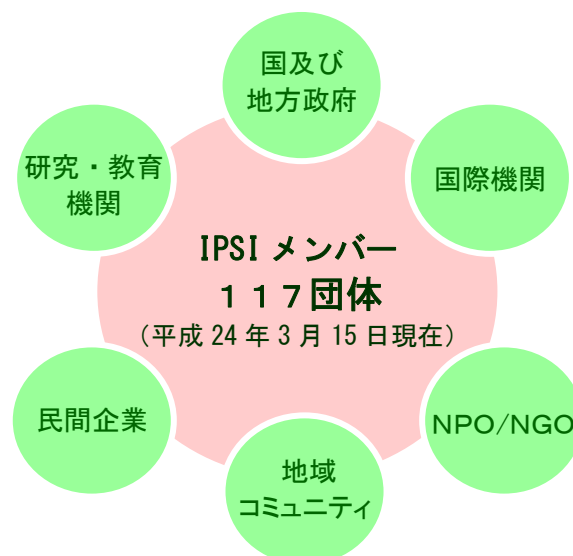 国及び
地方政府
研究・教育
機関
国際機関
IPSI メンバー
１１７団体
（平成 24 年 3 月 15 日現在）
民間企業
NPO/NGO
地域
コミュニティ